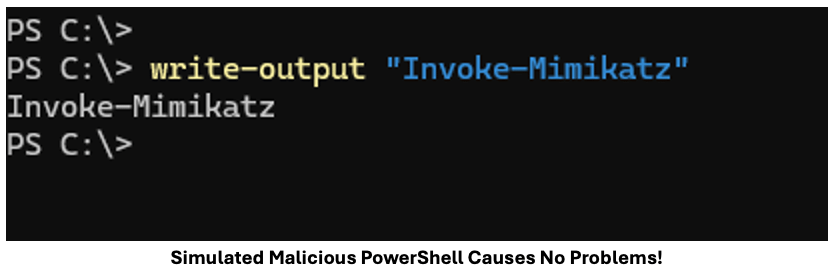 PS C:\>
PS C:\> write-output "Invoke-Mimikatz"
Invoke-Mimikatz
PS C:\>
Simulated Malicious PowerShell Causes No Problems!